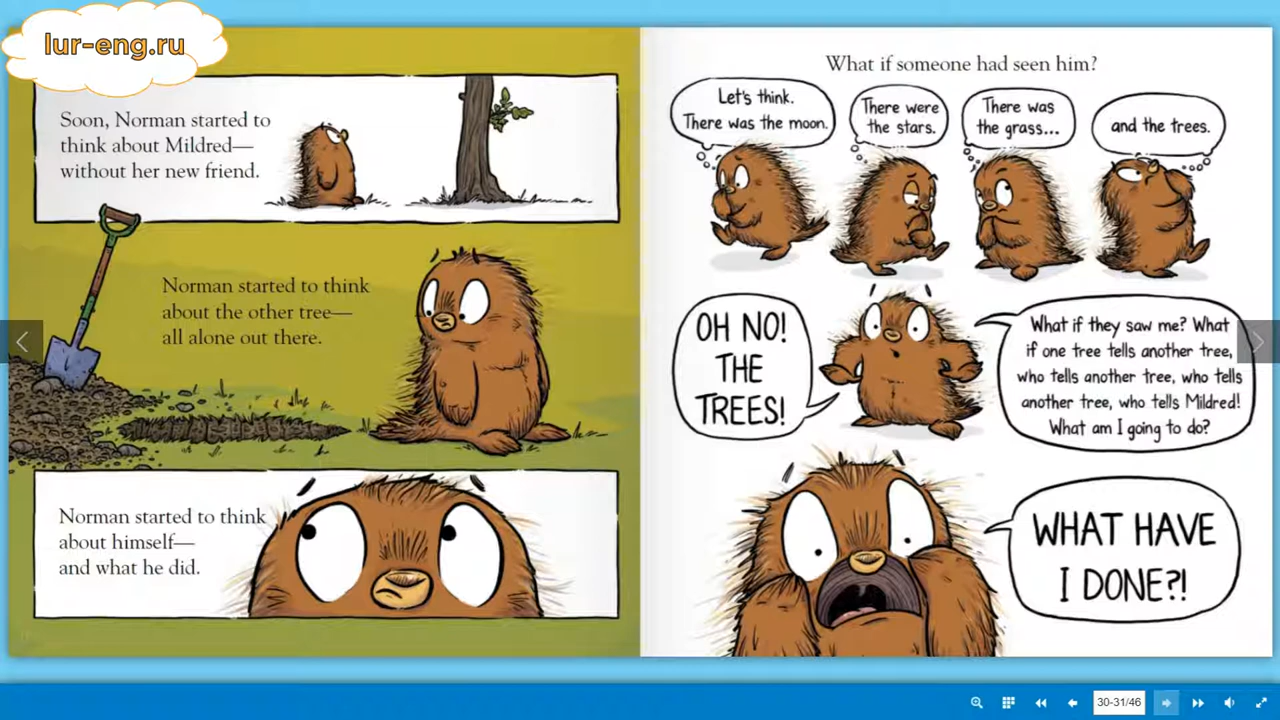 lur-eng.ru
Soon, Norman started to
think about Mildred—
without her new friend.
Norman started to think
about the other tree—
all alone out there.
Norman started to think
about himself—
and what he did.
What if someone had seen him?
Let's think.
There was the moon.
There were
the stars.
There was
the grass...
and the trees.
OH NO!
THE
TREES!
What if they saw me? What
if one tree tells another tree,
who tells another tree, who tells
another tree, who tells Mildred!
What am I going to do?
WHAT HAVE
I DONE?!
30-31/46